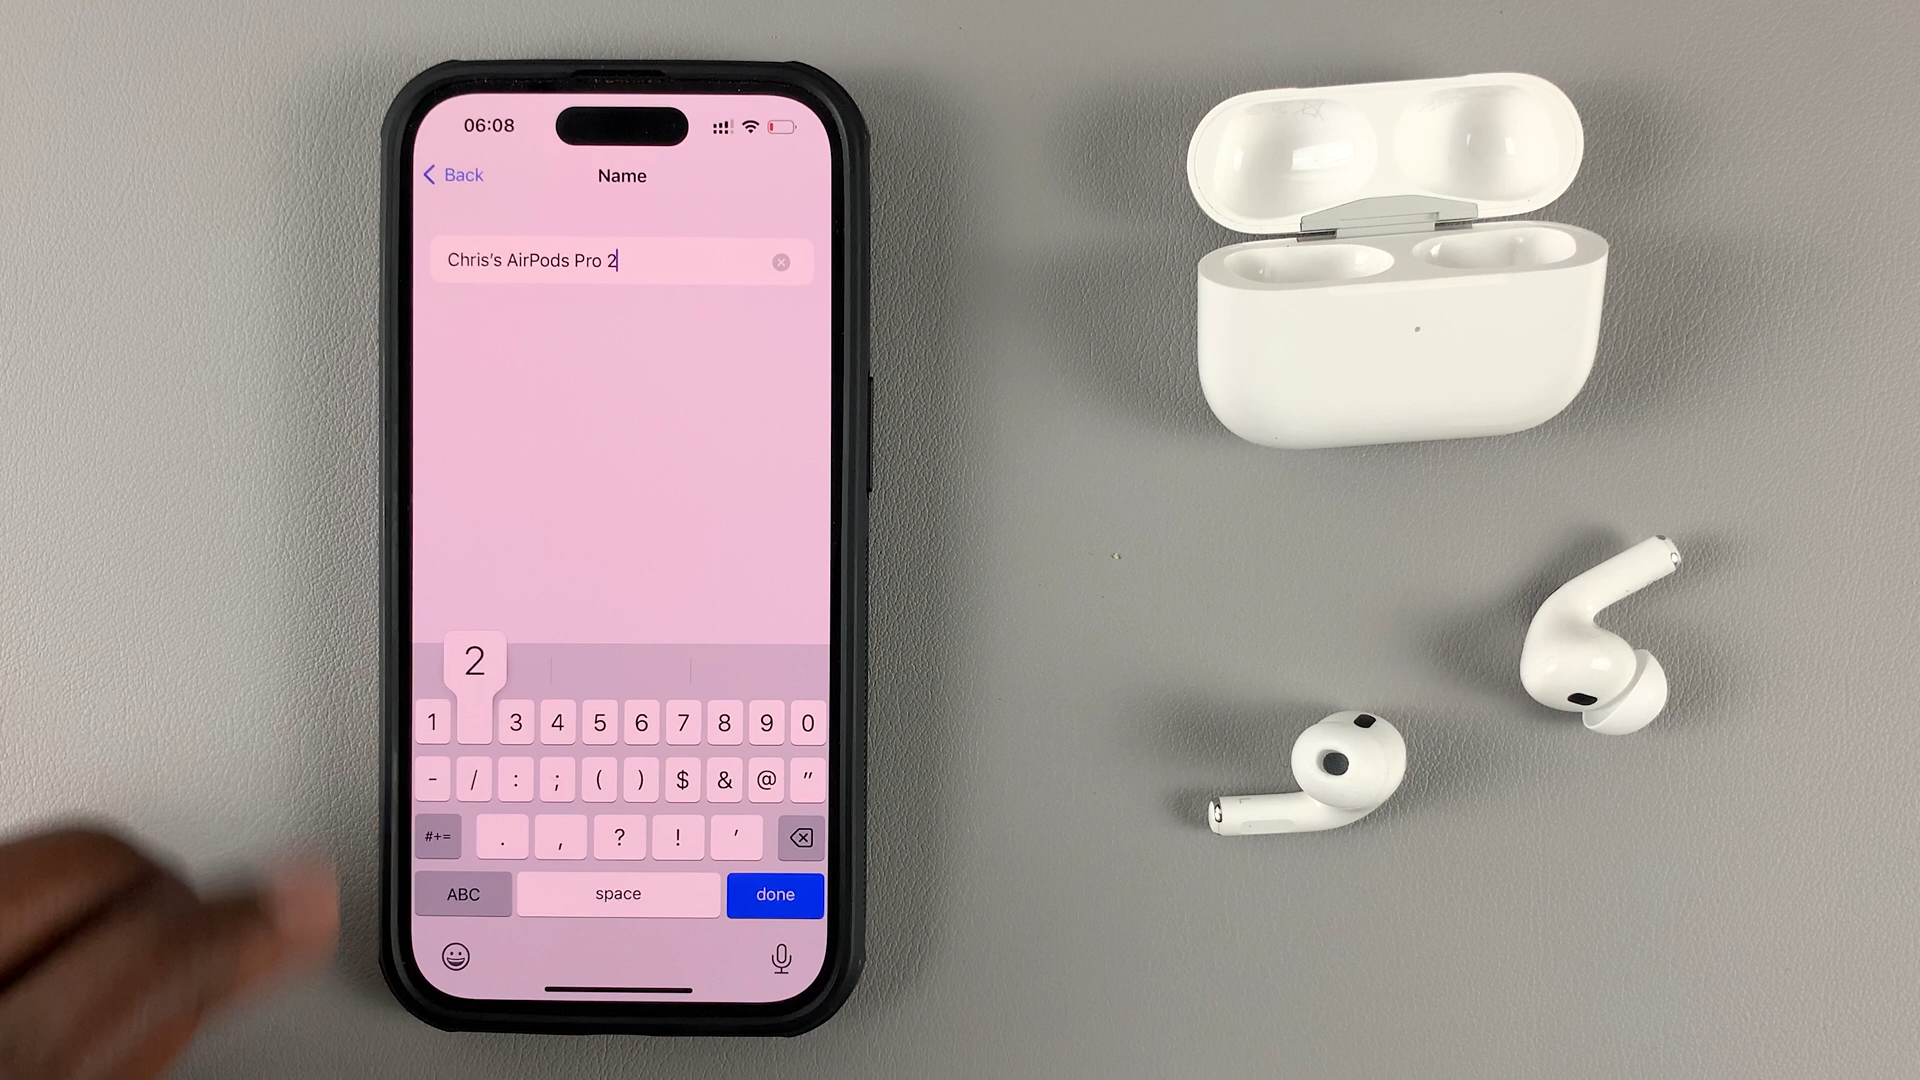 06:08
Back
Name
Chris's AirPods Pro 2
2
1 3 4 5 6 7 8 9 0
- / : ; ( ) $ & @ "
#+= . , ? ! '
ABC space done
L